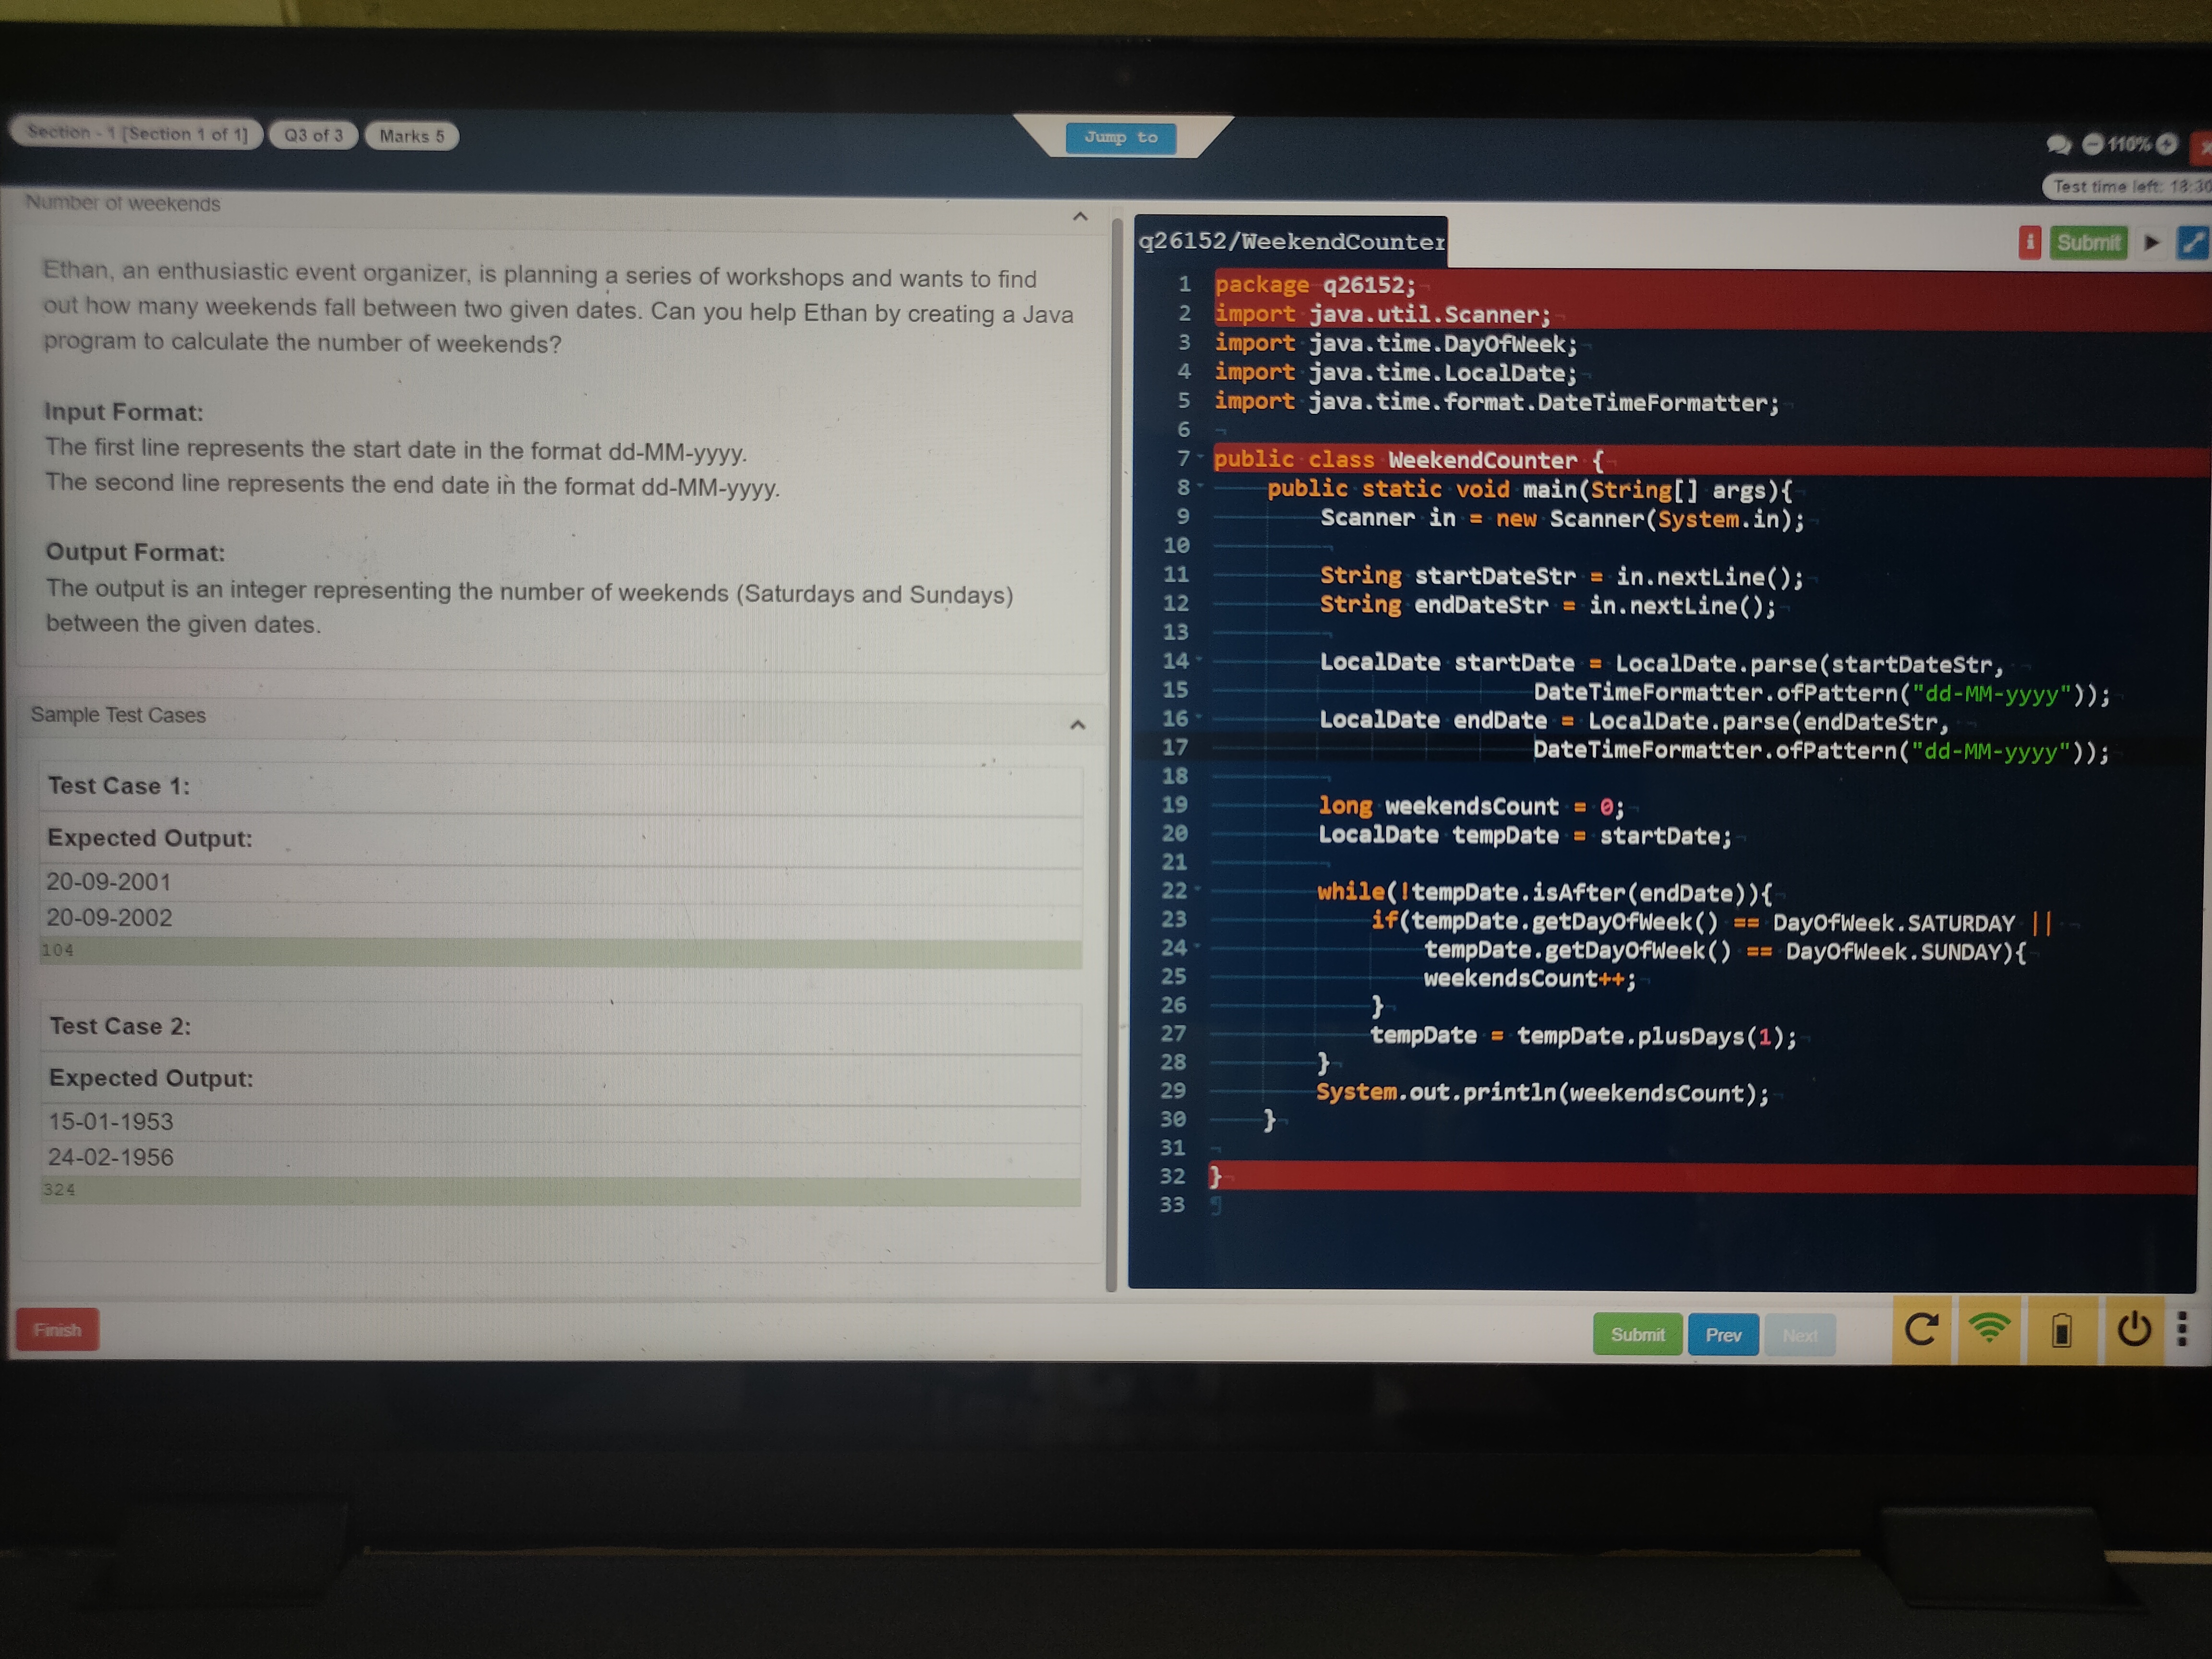 Section - 1 [Section 1 of 1] Q3 of 3 Marks 5
Jump to
110%
Test time left: 18:30
Number of weekends
Ethan, an enthusiastic event organizer, is planning a series of workshops and wants to find
out how many weekends fall between two given dates. Can you help Ethan by creating a Java
program to calculate the number of weekends?
Input Format:
The first line represents the start date in the format dd-MM-yyyy.
The second line represents the end date in the format dd-MM-yyyy.
Output Format:
The output is an integer representing the number of weekends (Saturdays and Sundays)
between the given dates.
Sample Test Cases
Test Case 1:
Expected Output:
20-09-2001
20-09-2002
104
Test Case 2:
Expected Output:
15-01-1953
24-02-1956
324
Finish
q26152/WeekendCounter
Submit
1 package q26152;
2 import java.util.Scanner;
3 import java.time.DayOfWeek;
4 import java.time.LocalDate;
5 import java.time.format.DateTimeFormatter;
6
7 public class WeekendCounter {
8 public static void main(String[] args){
9 Scanner in = new Scanner(System.in);
10
11 String startDateStr = in.nextLine();
12 String endDateStr = in.nextLine();
13
14 LocalDate startDate = LocalDate.parse(startDateStr,
15 DateTimeFormatter.ofPattern("dd-MM-yyyy"));
16 LocalDate endDate = LocalDate.parse(endDateStr,
17 DateTimeFormatter.ofPattern("dd-MM-yyyy"));
18
19 long weekendsCount = 0;
20 LocalDate tempDate = startDate;
21
22 while(!tempDate.isAfter(endDate)){
23 if(tempDate.getDayOfWeek() == DayOfWeek.SATURDAY ||
24 tempDate.getDayOfWeek() == DayOfWeek.SUNDAY){
25 weekendsCount++;
26 }
27 tempDate = tempDate.plusDays(1);
28 }
29 System.out.println(weekendsCount);
30 }
31
32 }
33
Submit Prev Next